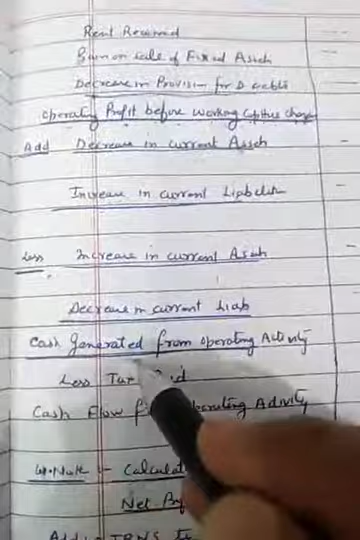 Rent Received
Gain on sale of Fixed Assets
Decrease in Provision for D debts
Operating Profit before working Capital changes
Add Decrease in current Assets
Increase in current Liabilities
Less Increase in current Assets
Decrease in current Liab
Cash generated from operating Activity
Less Tax Paid
Cash Flow operating Activity
W.Note :- Calculat
Net
Add